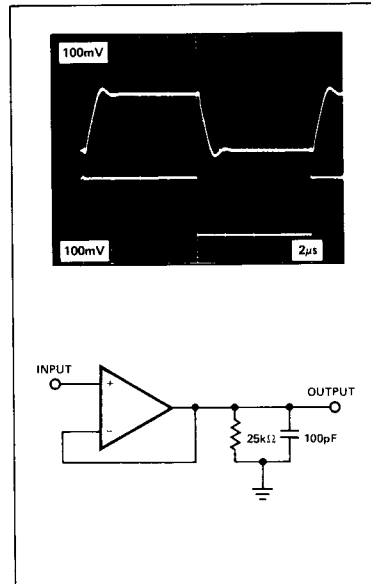 100mV
100mV
2μs
INPUT
+
−
OUTPUT
25kΩ
100pF